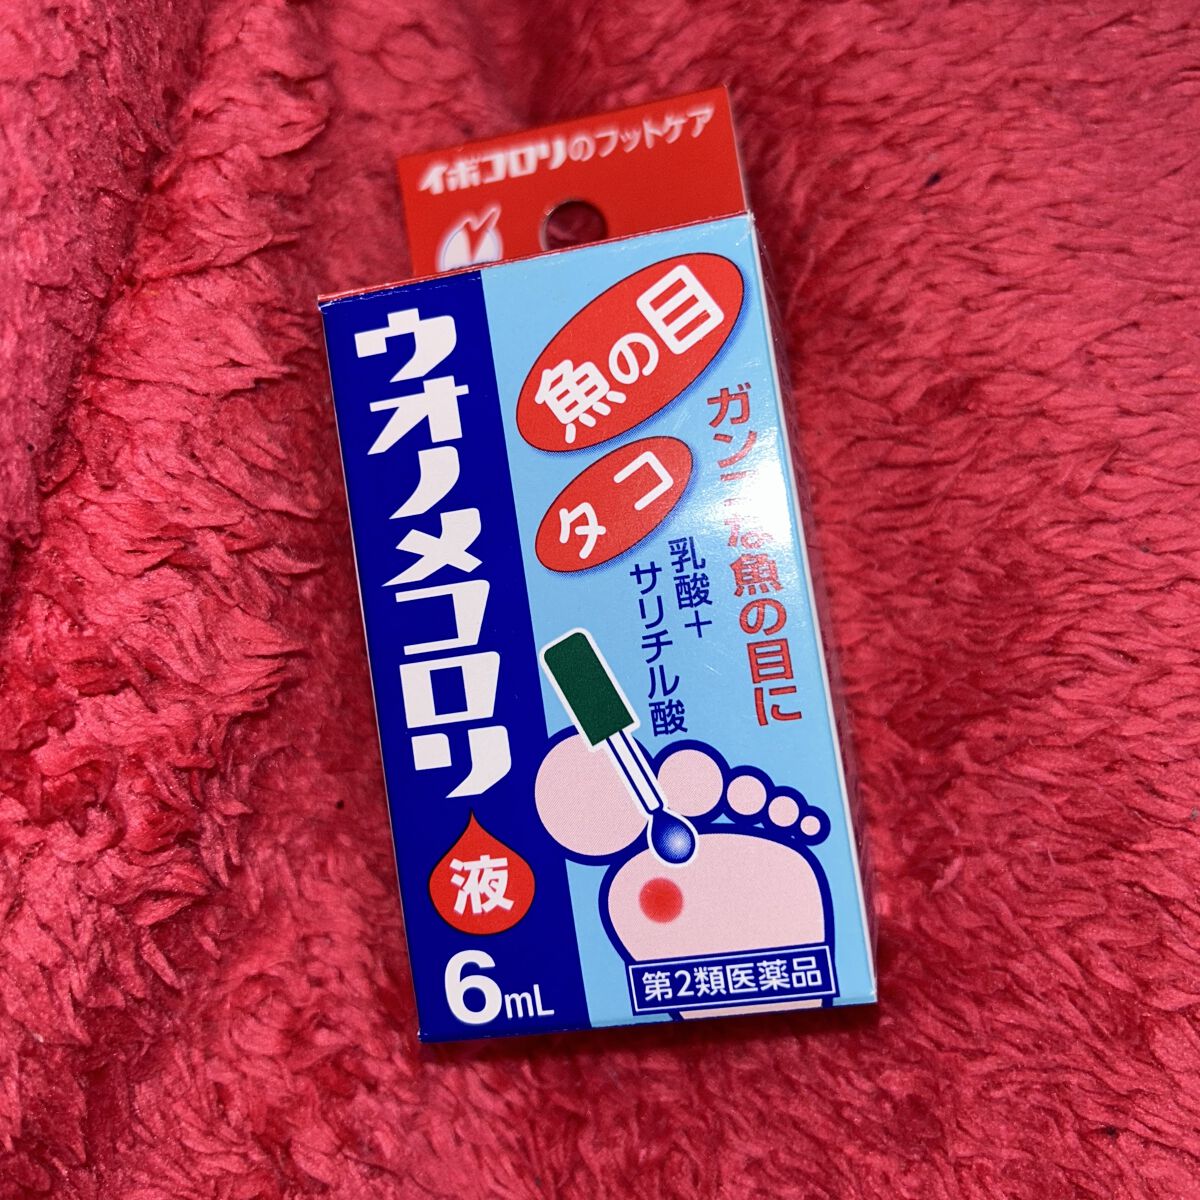 イボコロリのフットケア
ウオノメコロリ
液
6mL
魚の目
タコ
ガンコな魚の目に
乳酸+
サリチル酸
第2類医薬品